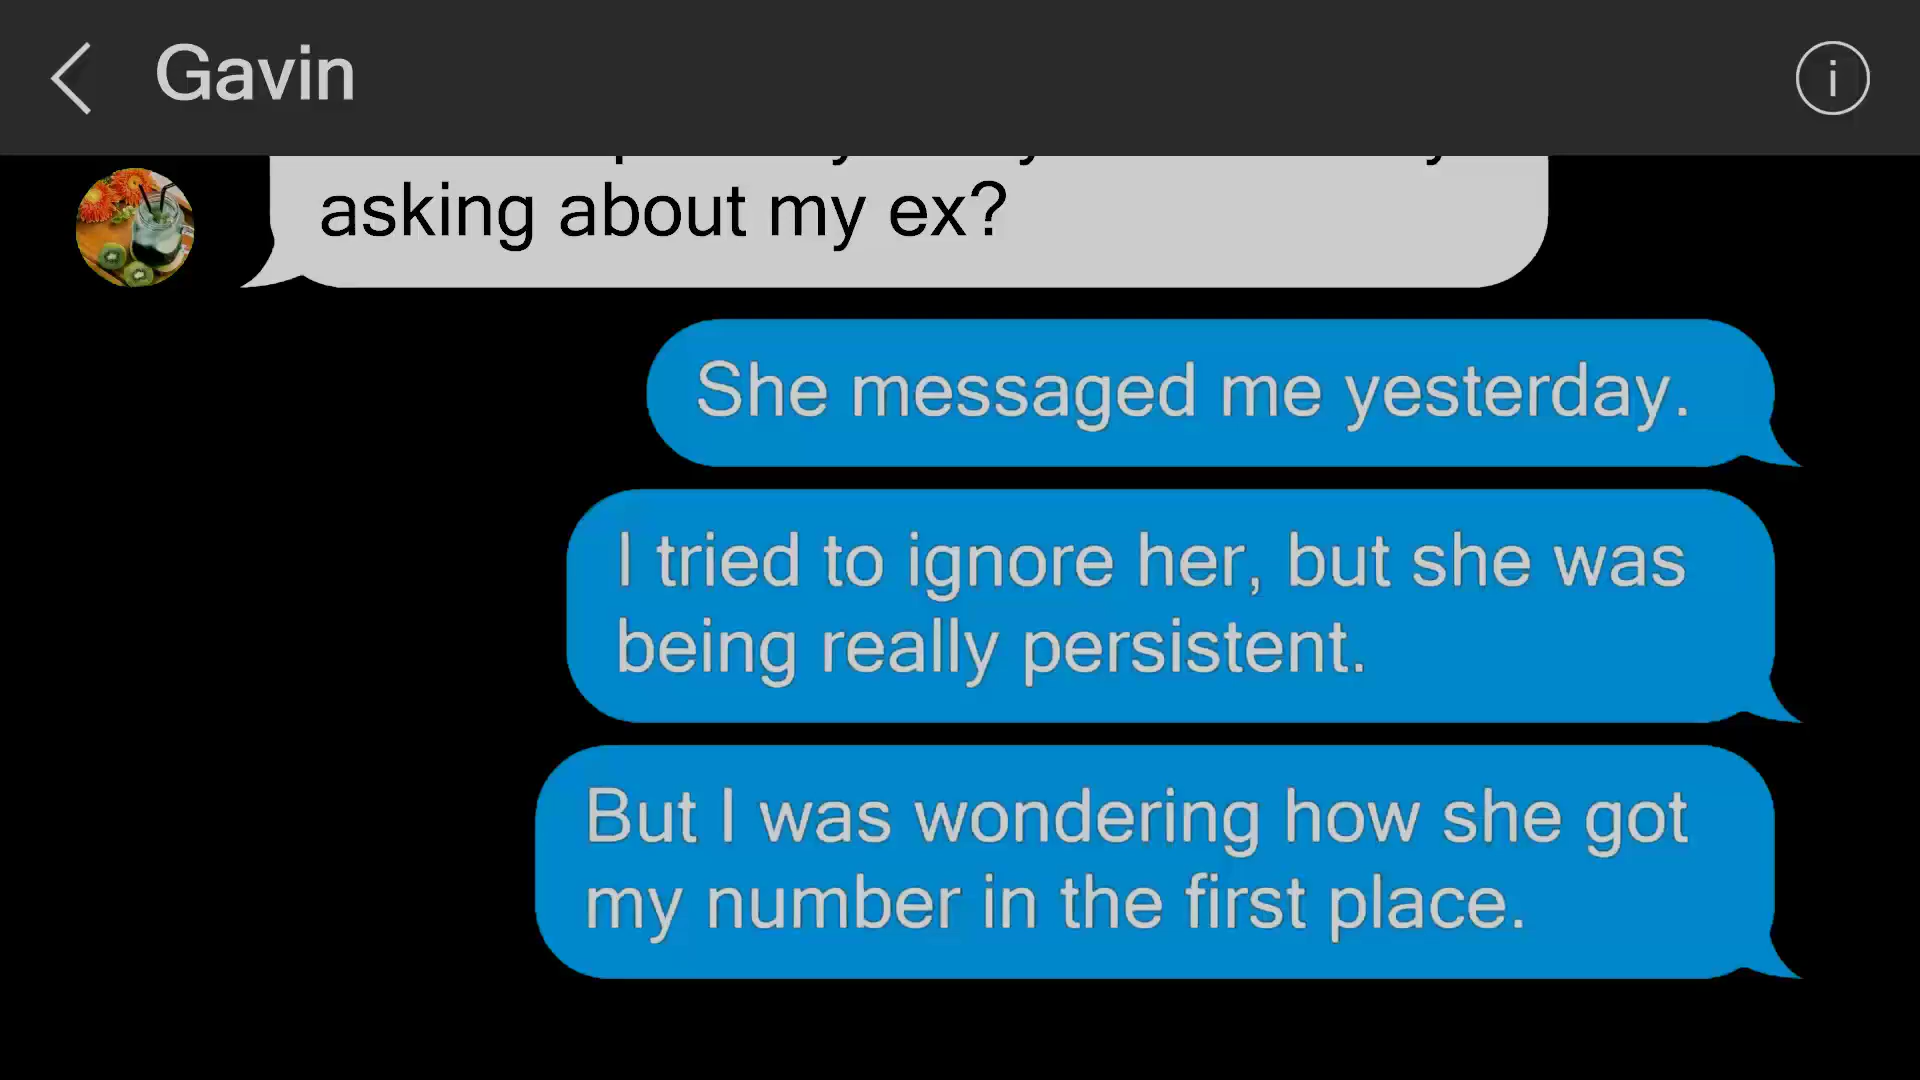 Gavin
asking about my ex?
She messaged me yesterday.
I tried to ignore her, but she was
being really persistent.
But I was wondering how she got
my number in the first place.